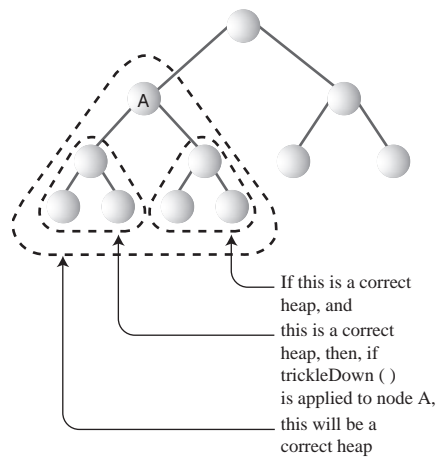 A
If this is a correct
heap, and
this is a correct
heap, then, if
trickleDown ( )
is applied to node A,
this will be a
correct heap